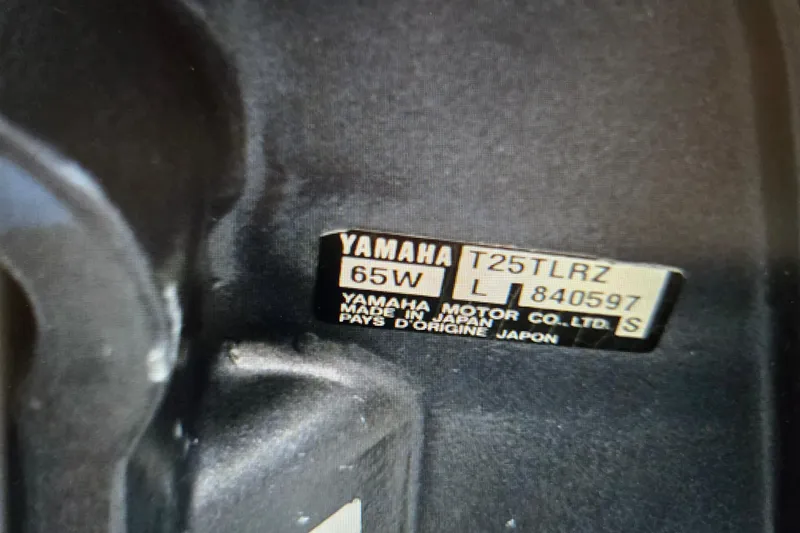 YAMAHA T25TLRZ
65W L 840597
YAMAHA MOTOR CO.,LTD. S
MADE IN JAPAN
PAYS D'ORIGINE JAPON